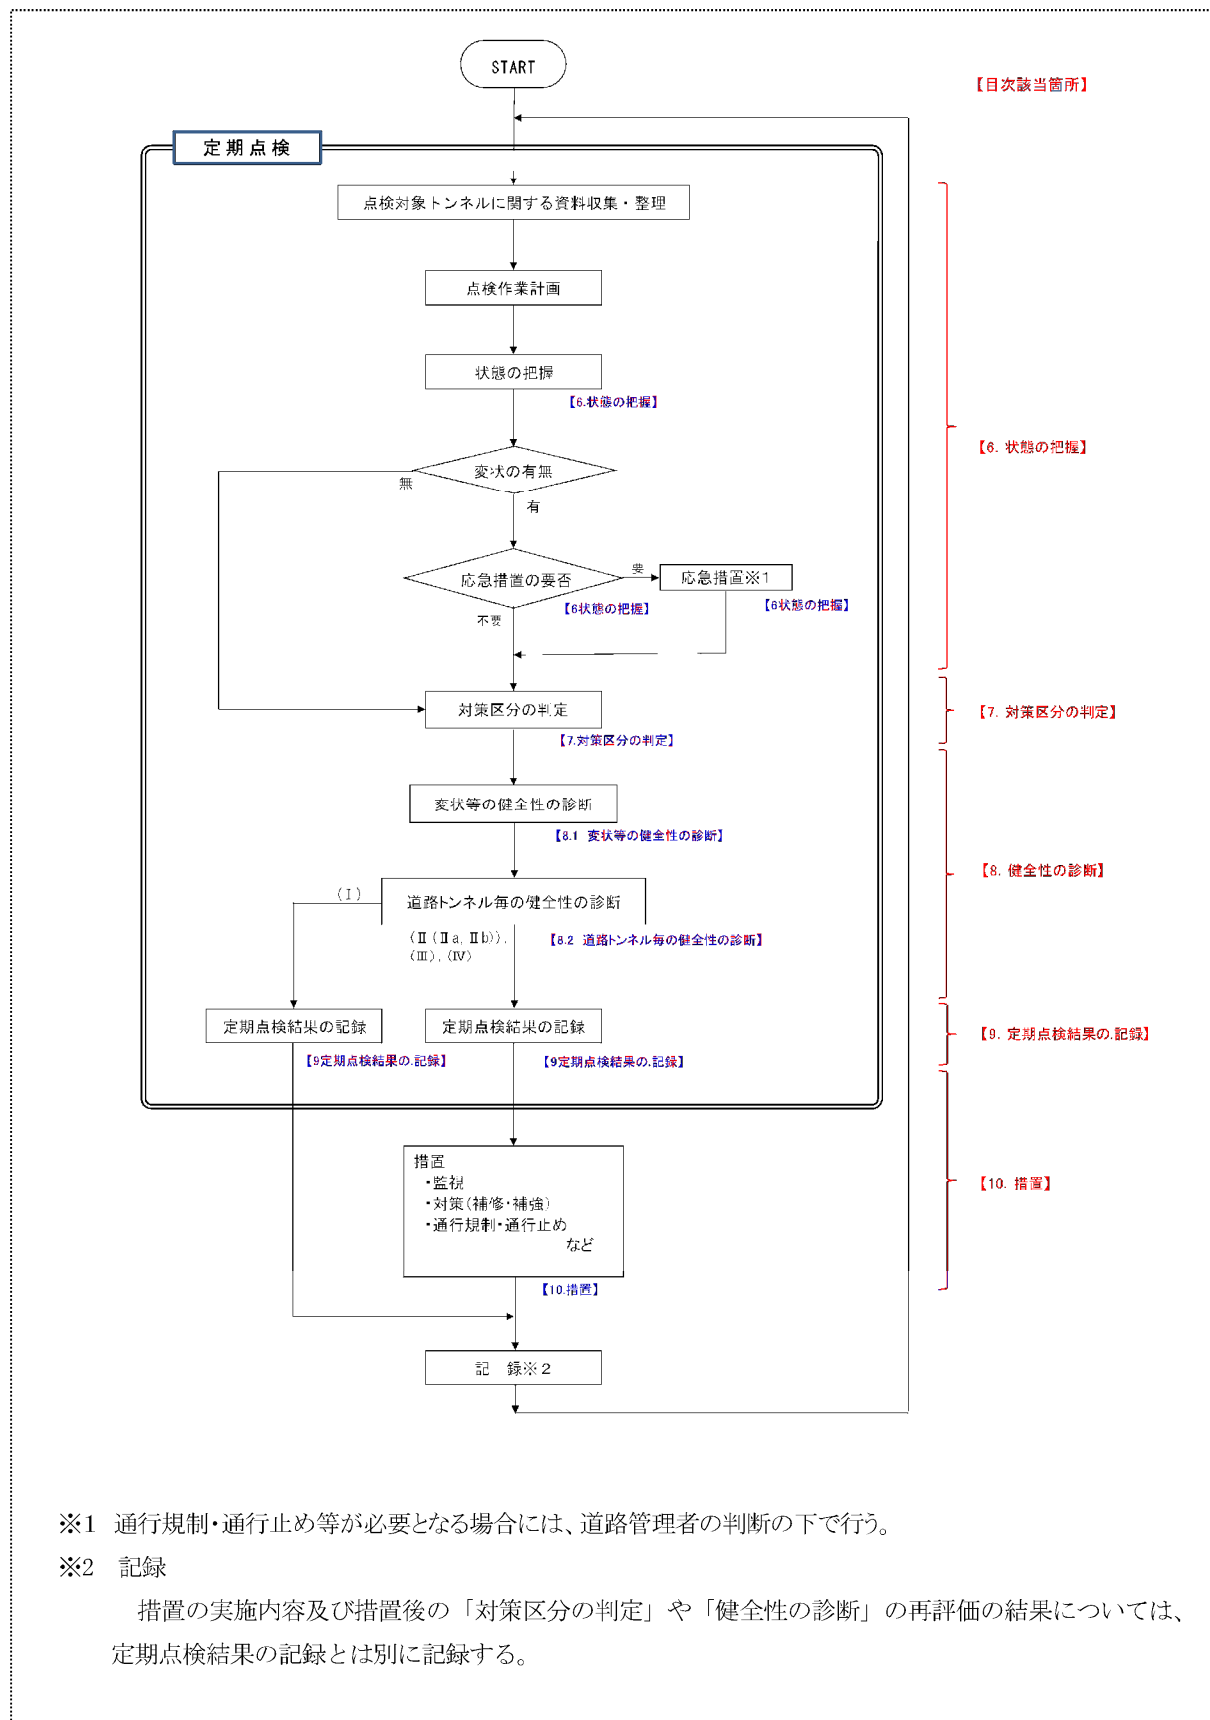 START
【目次該当箇所】
定期点検
点検対象トンネルに関する資料収集・整理
点検作業計画
状態の把握
【6.状態の把握】
【6. 状態の把握】
変状の有無
無
有
応急措置の要否
要
応急措置※1
【6状態の把握】
【6状態の把握】
不要
対策区分の判定
【7. 対策区分の判定】
【7.対策区分の判定】
変状等の健全性の診断
【8.1 変状等の健全性の診断】
【8. 健全性の診断】
(Ⅰ)
道路トンネル毎の健全性の診断
(Ⅱ(Ⅱa, Ⅱb)),
(Ⅲ), (Ⅳ)
【8.2 道路トンネル毎の健全性の診断】
定期点検結果の記録
定期点検結果の記録
【9. 定期点検結果の.記録】
【9定期点検結果の.記録】
【9定期点検結果の.記録】
措置
・監視
・対策(補修・補強)
・通行規制・通行止め
など
【10. 措置】
【10.措置】
記　録※2
※1　通行規制・通行止め等が必要となる場合には、道路管理者の判断の下で行う。
※2　記録
措置の実施内容及び措置後の「対策区分の判定」や「健全性の診断」の再評価の結果については、
定期点検結果の記録とは別に記録する。